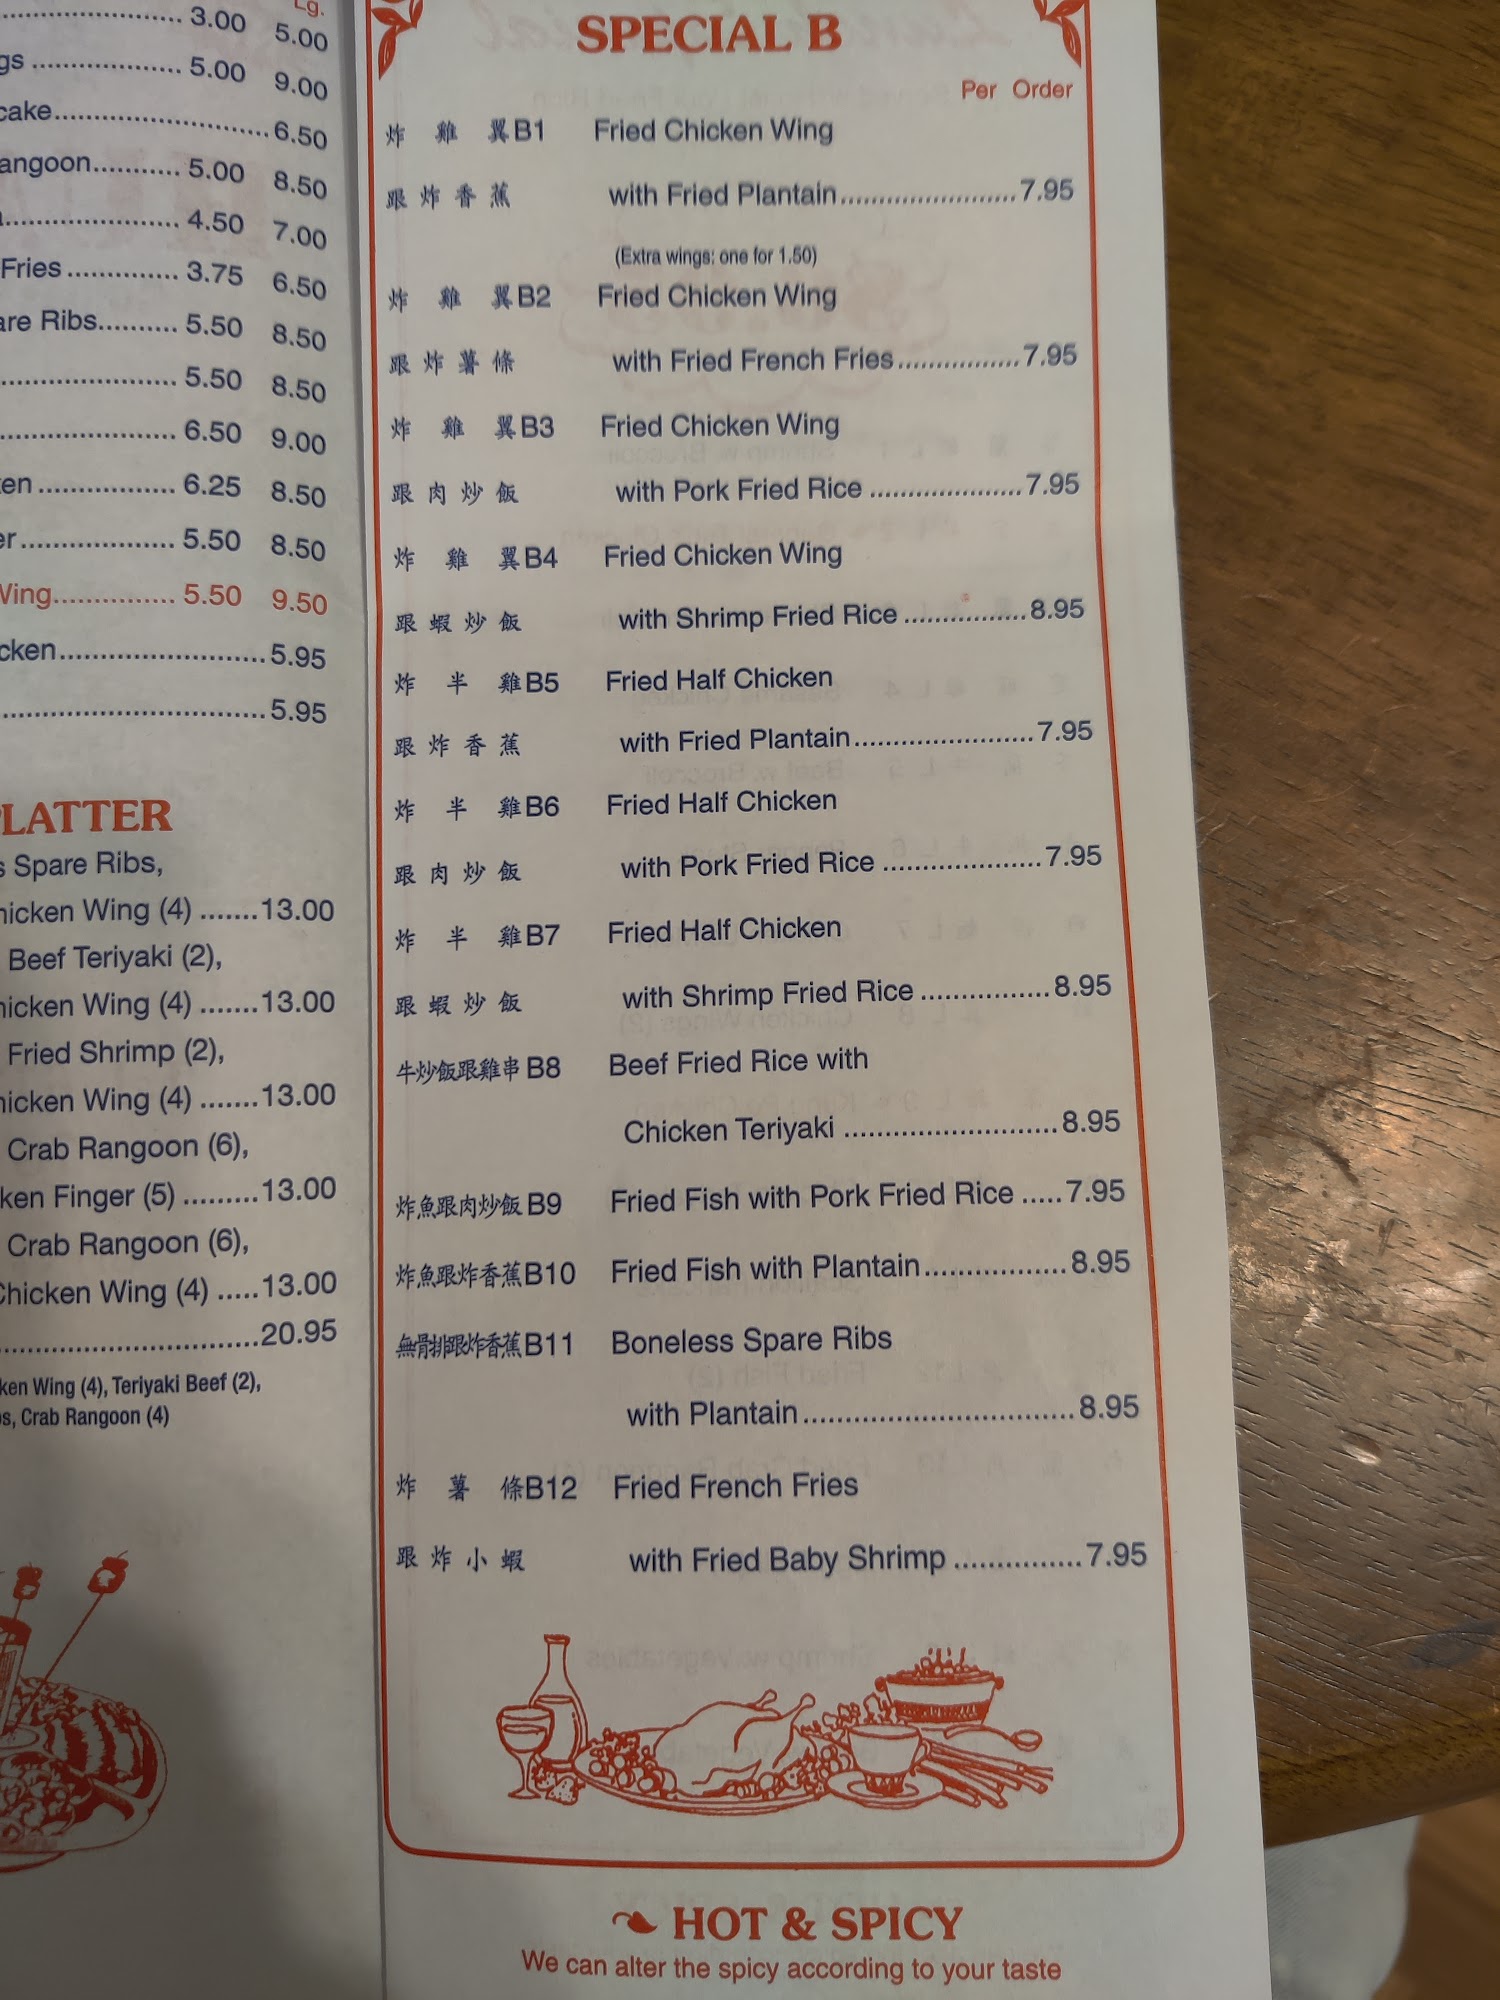 Lg.
3.00 5.00
gs 5.00 9.00
cake 6.50
angoon 5.00 8.50
4.50 7.00
Fries 3.75 6.50
are Ribs 5.50 8.50
5.50 8.50
6.50 9.00
ten 6.25 8.50
er 5.50 8.50
Wing 5.50 9.50
cken 5.95
5.95
LATTER
s Spare Ribs,
hicken Wing (4) 13.00
Beef Teriyaki (2),
hicken Wing (4) 13.00
Fried Shrimp (2),
hicken Wing (4) 13.00
Crab Rangoon (6),
ken Finger (5) 13.00
Crab Rangoon (6),
Chicken Wing (4) 13.00
20.95
ken Wing (4), Teriyaki Beef (2),
s, Crab Rangoon (4)
SPECIAL B
Per Order
炸雞翼 B1 Fried Chicken Wing
跟炸香蕉 with Fried Plantain 7.95
(Extra wings: one for 1.50)
炸雞翼 B2 Fried Chicken Wing
跟炸薯條 with Fried French Fries 7.95
炸雞翼 B3 Fried Chicken Wing
跟肉炒飯 with Pork Fried Rice 7.95
炸雞翼 B4 Fried Chicken Wing
跟蝦炒飯 with Shrimp Fried Rice 8.95
炸半雞 B5 Fried Half Chicken
跟炸香蕉 with Fried Plantain 7.95
炸半雞 B6 Fried Half Chicken
跟肉炒飯 with Pork Fried Rice 7.95
炸半雞 B7 Fried Half Chicken
跟蝦炒飯 with Shrimp Fried Rice 8.95
牛炒飯跟雞串 B8 Beef Fried Rice with
Chicken Teriyaki 8.95
炸魚跟肉炒飯 B9 Fried Fish with Pork Fried Rice 7.95
炸魚跟炸香蕉 B10 Fried Fish with Plantain 8.95
無骨排跟炸香蕉 B11 Boneless Spare Ribs
with Plantain 8.95
炸薯條 B12 Fried French Fries
跟炸小蝦 with Fried Baby Shrimp 7.95
HOT & SPICY
We can alter the spicy according to your taste